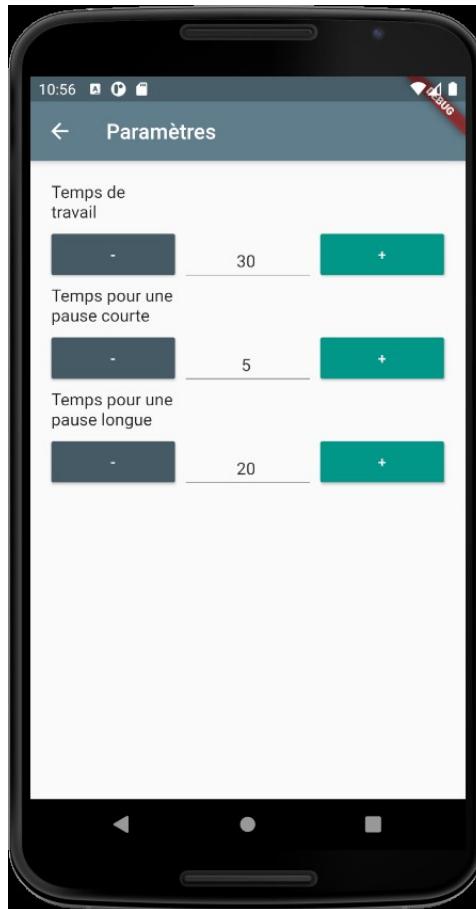 10:56
DEBUG
Paramètres
Temps de
travail
- 30 +
Temps pour une
pause courte
- 5 +
Temps pour une
pause longue
- 20 +